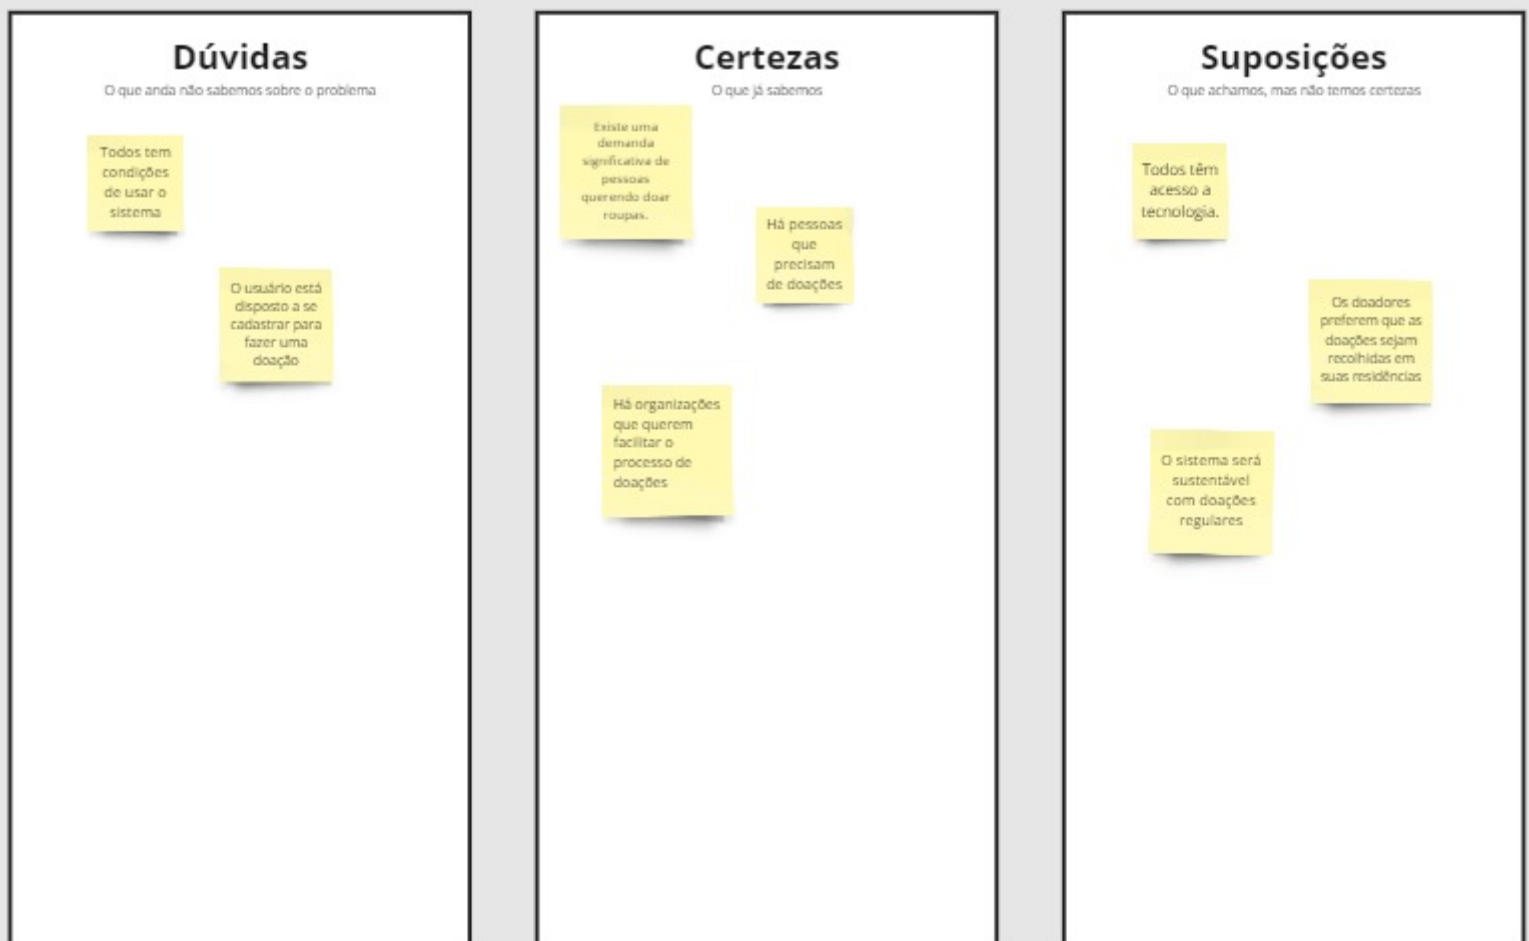 Dúvidas
O que anda não sabemos sobre o problema
Todos tem
condições
de usar o
sistema
O usuário está
disposto a se
cadastrar para
fazer uma
doação
Certezas
O que já sabemos
Existe uma
demanda
significativa de
pessoas
querendo doar
roupas.
Há pessoas
que
precisam
de doações
Há organizações
que querem
facilitar o
processo de
doações
Suposições
O que achamos, mas não temos certezas
Todos têm
acesso a
tecnologia.
Os doadores
preferem que as
doações sejam
recolhidas em
suas residências
O sistema será
sustentável
com doações
regulares